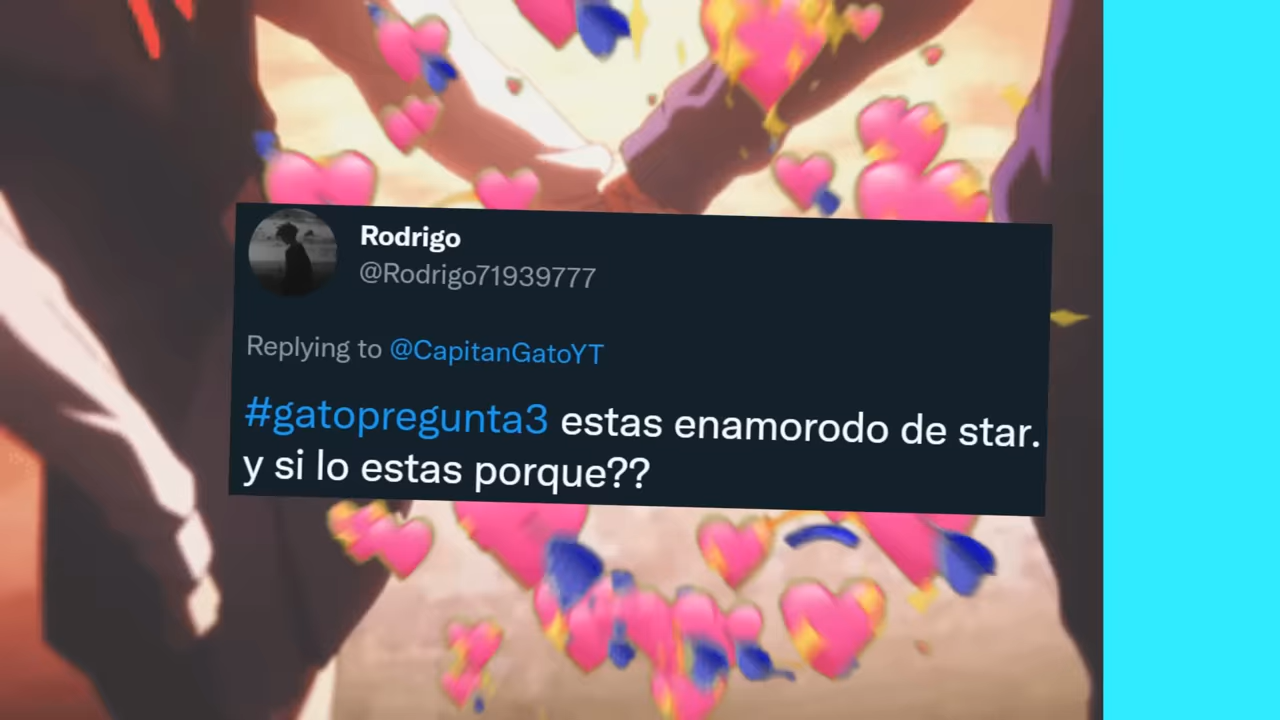 Rodrigo
@Rodrigo71939777
Replying to @CapitanGatoYT
#gatopregunta3 estas enamorodo de star.
y si lo estas porque??